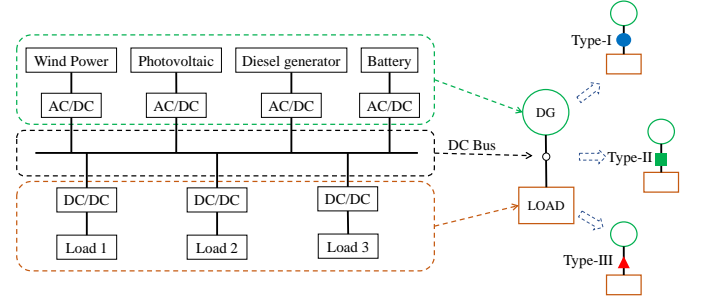 Wind Power
Photovoltaic
Diesel generator
Battery
AC/DC
AC/DC
AC/DC
AC/DC
DC Bus
DC/DC
DC/DC
DC/DC
Load 1
Load 2
Load 3
DG
LOAD
Type-I
Type-II
Type-III